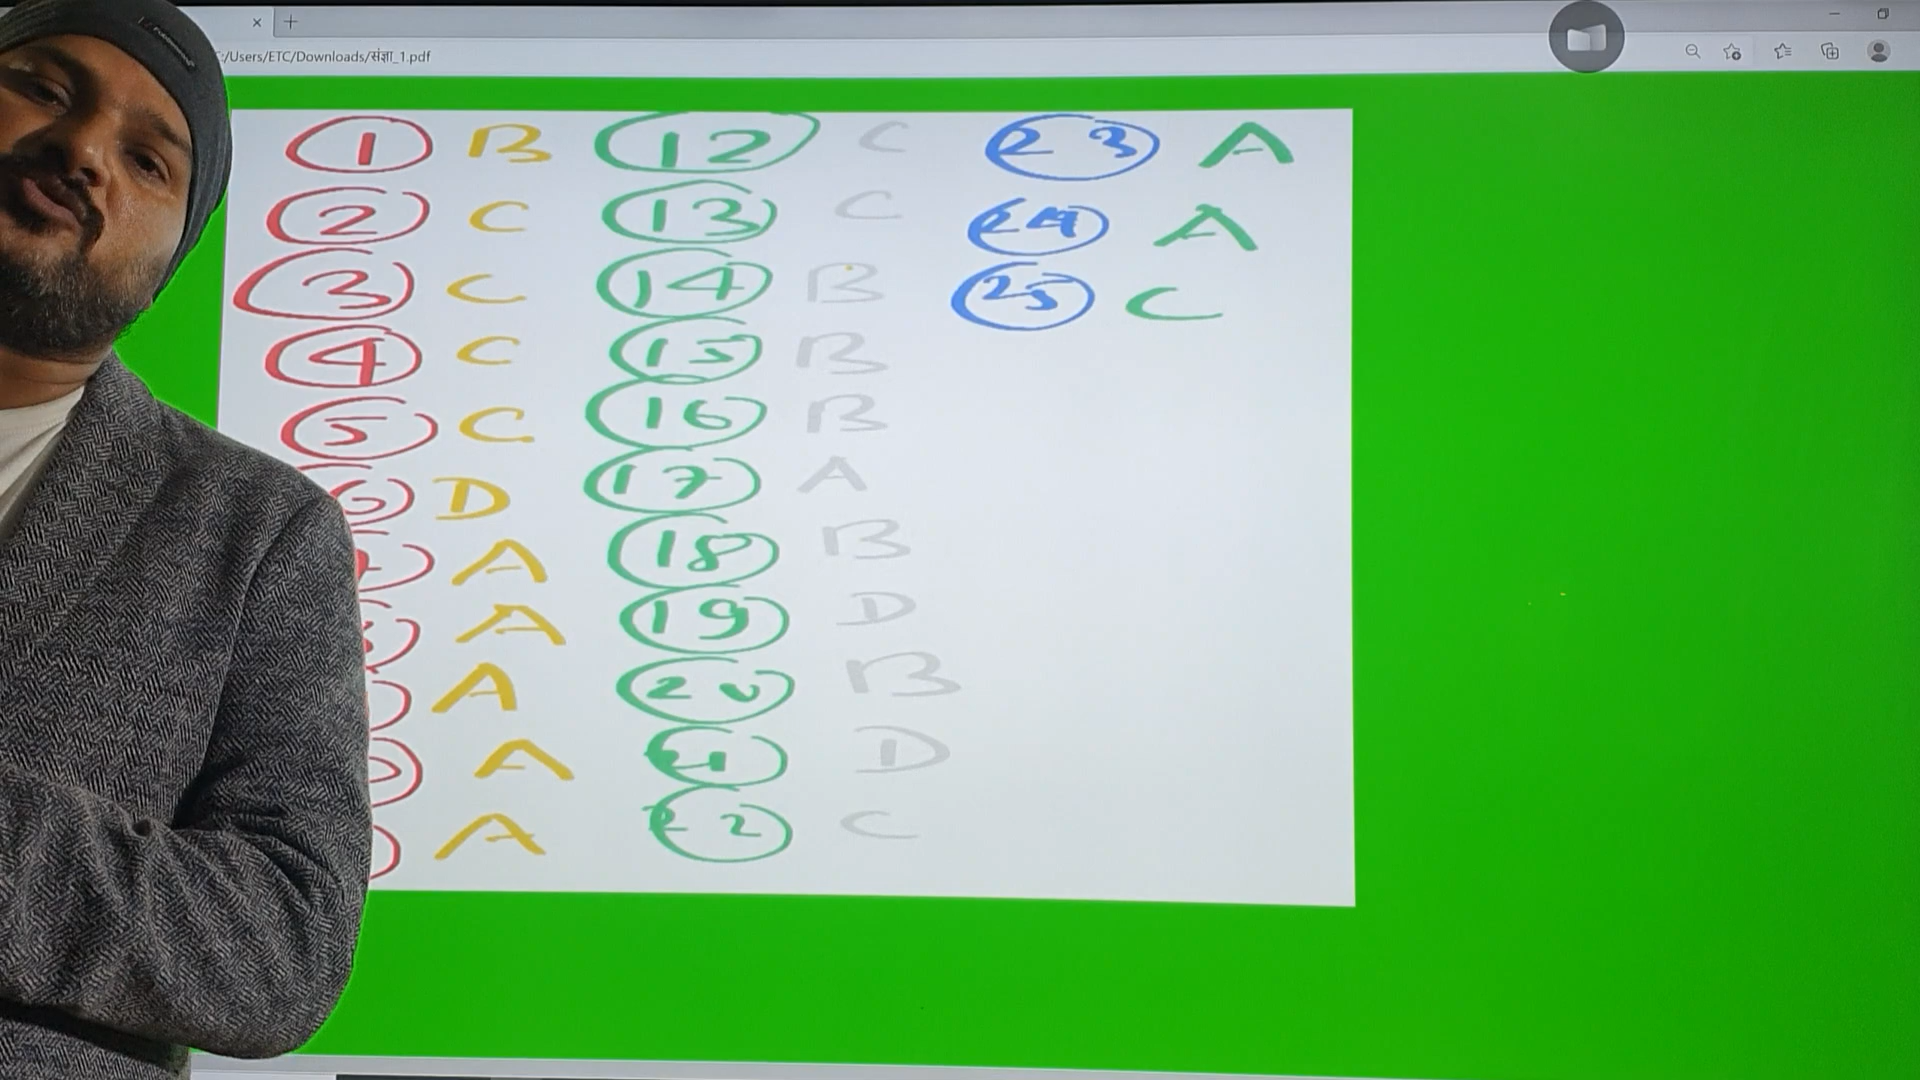 C:/Users/ETC/Downloads/संज्ञा_1.pdf
1 B
2 C
3 C
4 C
5 C
D
A
A
A
A
A
12 C
13 C
14 B
15 B
16 B
17 A
18 B
19 D
20 B
21 D
22 C
23 A
24 A
25 C